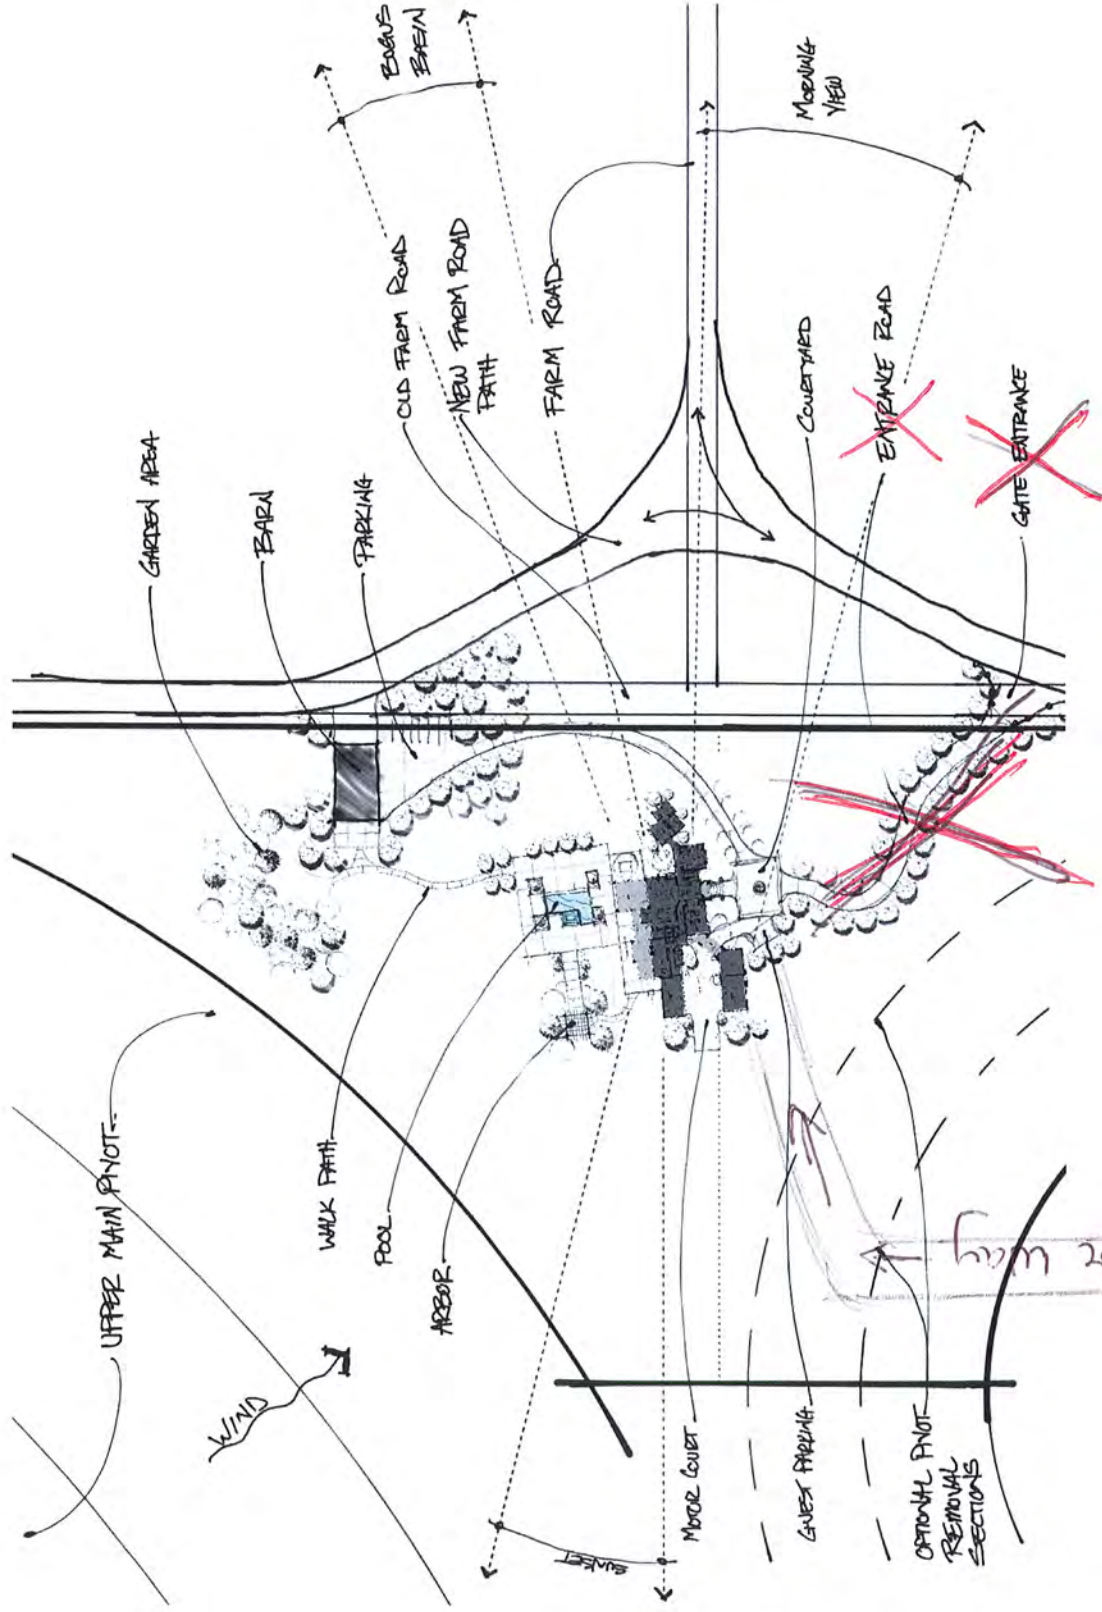 BOGUS
BASIN
MORNING
VIEW
OLD FARM ROAD
NEW FARM ROAD
PATH
FARM ROAD
COURTYARD
ENTRANCE ROAD
GATE ENTRANCE
GARDEN AREA
BARN
PARKING
UPPER MAIN PIVOT
WALK PATH
POOL
ARBOR
WIND
SUNSET
MOTOR COURT
GUEST PARKING
OPTIONAL PIVOT
REMOVAL
SECTIONS
2 way